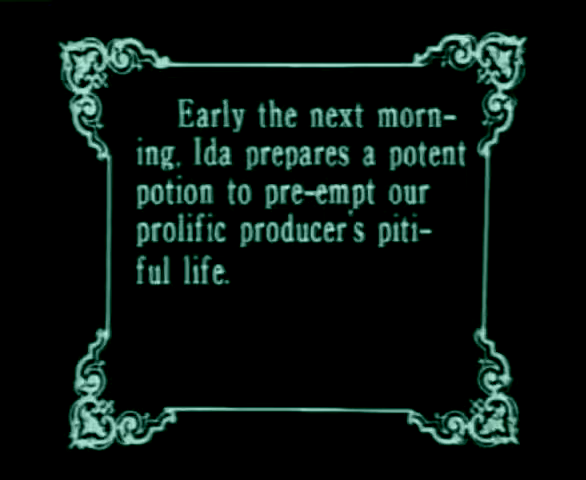 Early the next morn-
ing, Ida prepares a potent
potion to pre-empt our
prolific producer's piti-
ful life.